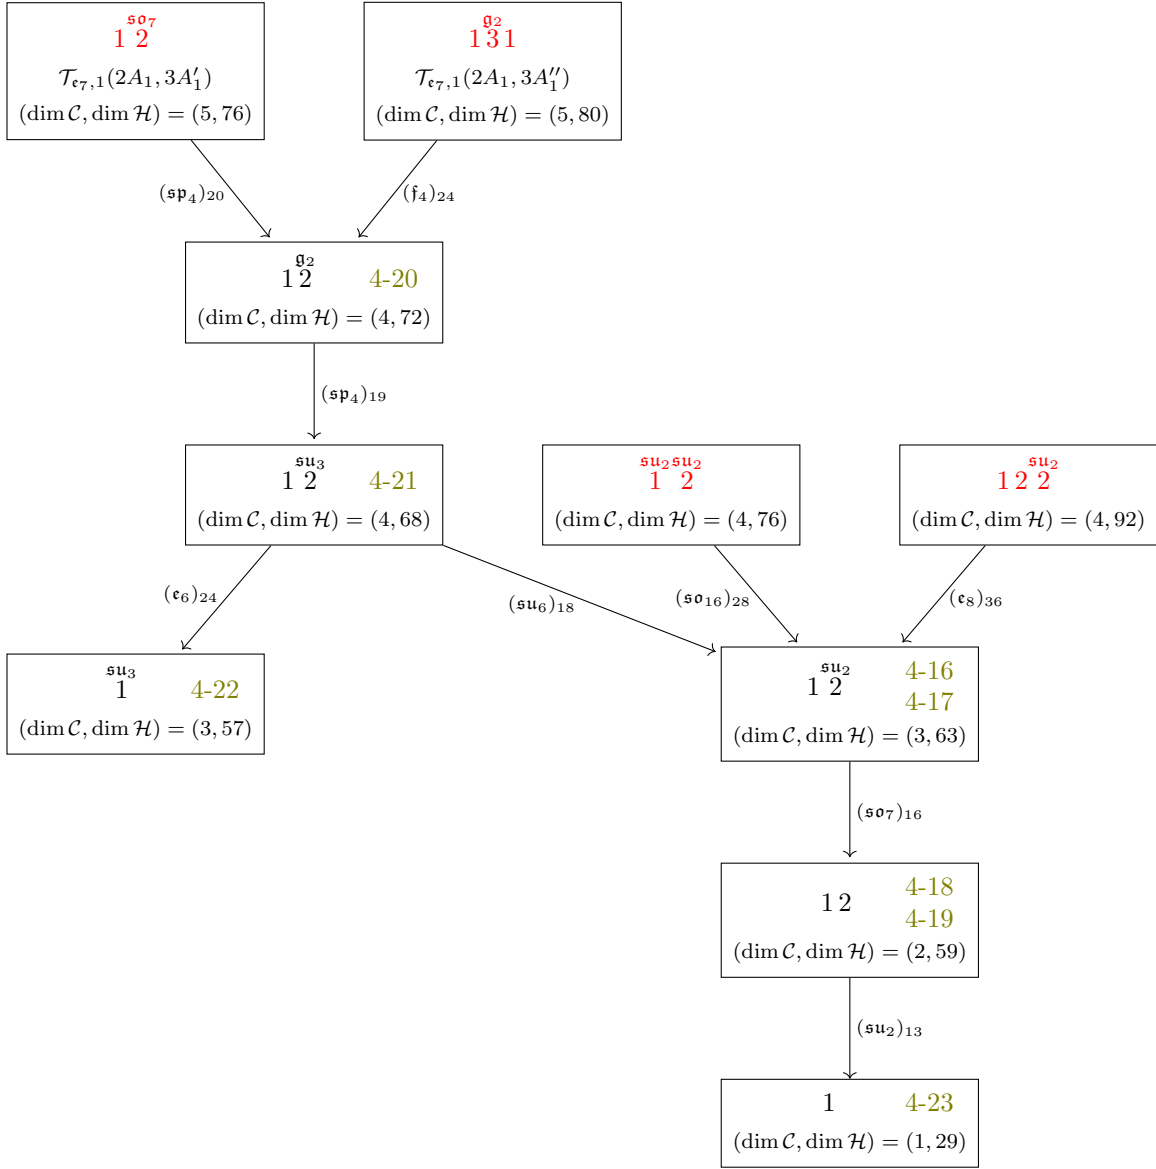 𝔰𝔬₇
1 2
𝒯_{𝔢₇,1}(2A₁, 3A₁′)
(dim 𝒞, dim ℋ) = (5, 76)
𝔤₂
1 3 1
𝒯_{𝔢₇,1}(2A₁, 3A₁″)
(dim 𝒞, dim ℋ) = (5, 80)
(𝔰𝔭₄)₂₀
(𝔣₄)₂₄
𝔤₂
1 2 4-20
(dim 𝒞, dim ℋ) = (4, 72)
(𝔰𝔭₄)₁₉
𝔰𝔲₃
1 2 4-21
(dim 𝒞, dim ℋ) = (4, 68)
𝔰𝔲₂ 𝔰𝔲₂
1 2
(dim 𝒞, dim ℋ) = (4, 76)
𝔰𝔲₂
1 2 2
(dim 𝒞, dim ℋ) = (4, 92)
(𝔢₆)₂₄
(𝔰𝔲₆)₁₈
(𝔰𝔬₁₆)₂₈
(𝔢₈)₃₆
𝔰𝔲₃
1 4-22
(dim 𝒞, dim ℋ) = (3, 57)
𝔰𝔲₂
1 2
4-16
4-17
(dim 𝒞, dim ℋ) = (3, 63)
(𝔰𝔬₇)₁₆
1 2
4-18
4-19
(dim 𝒞, dim ℋ) = (2, 59)
(𝔰𝔲₂)₁₃
1 4-23
(dim 𝒞, dim ℋ) = (1, 29)